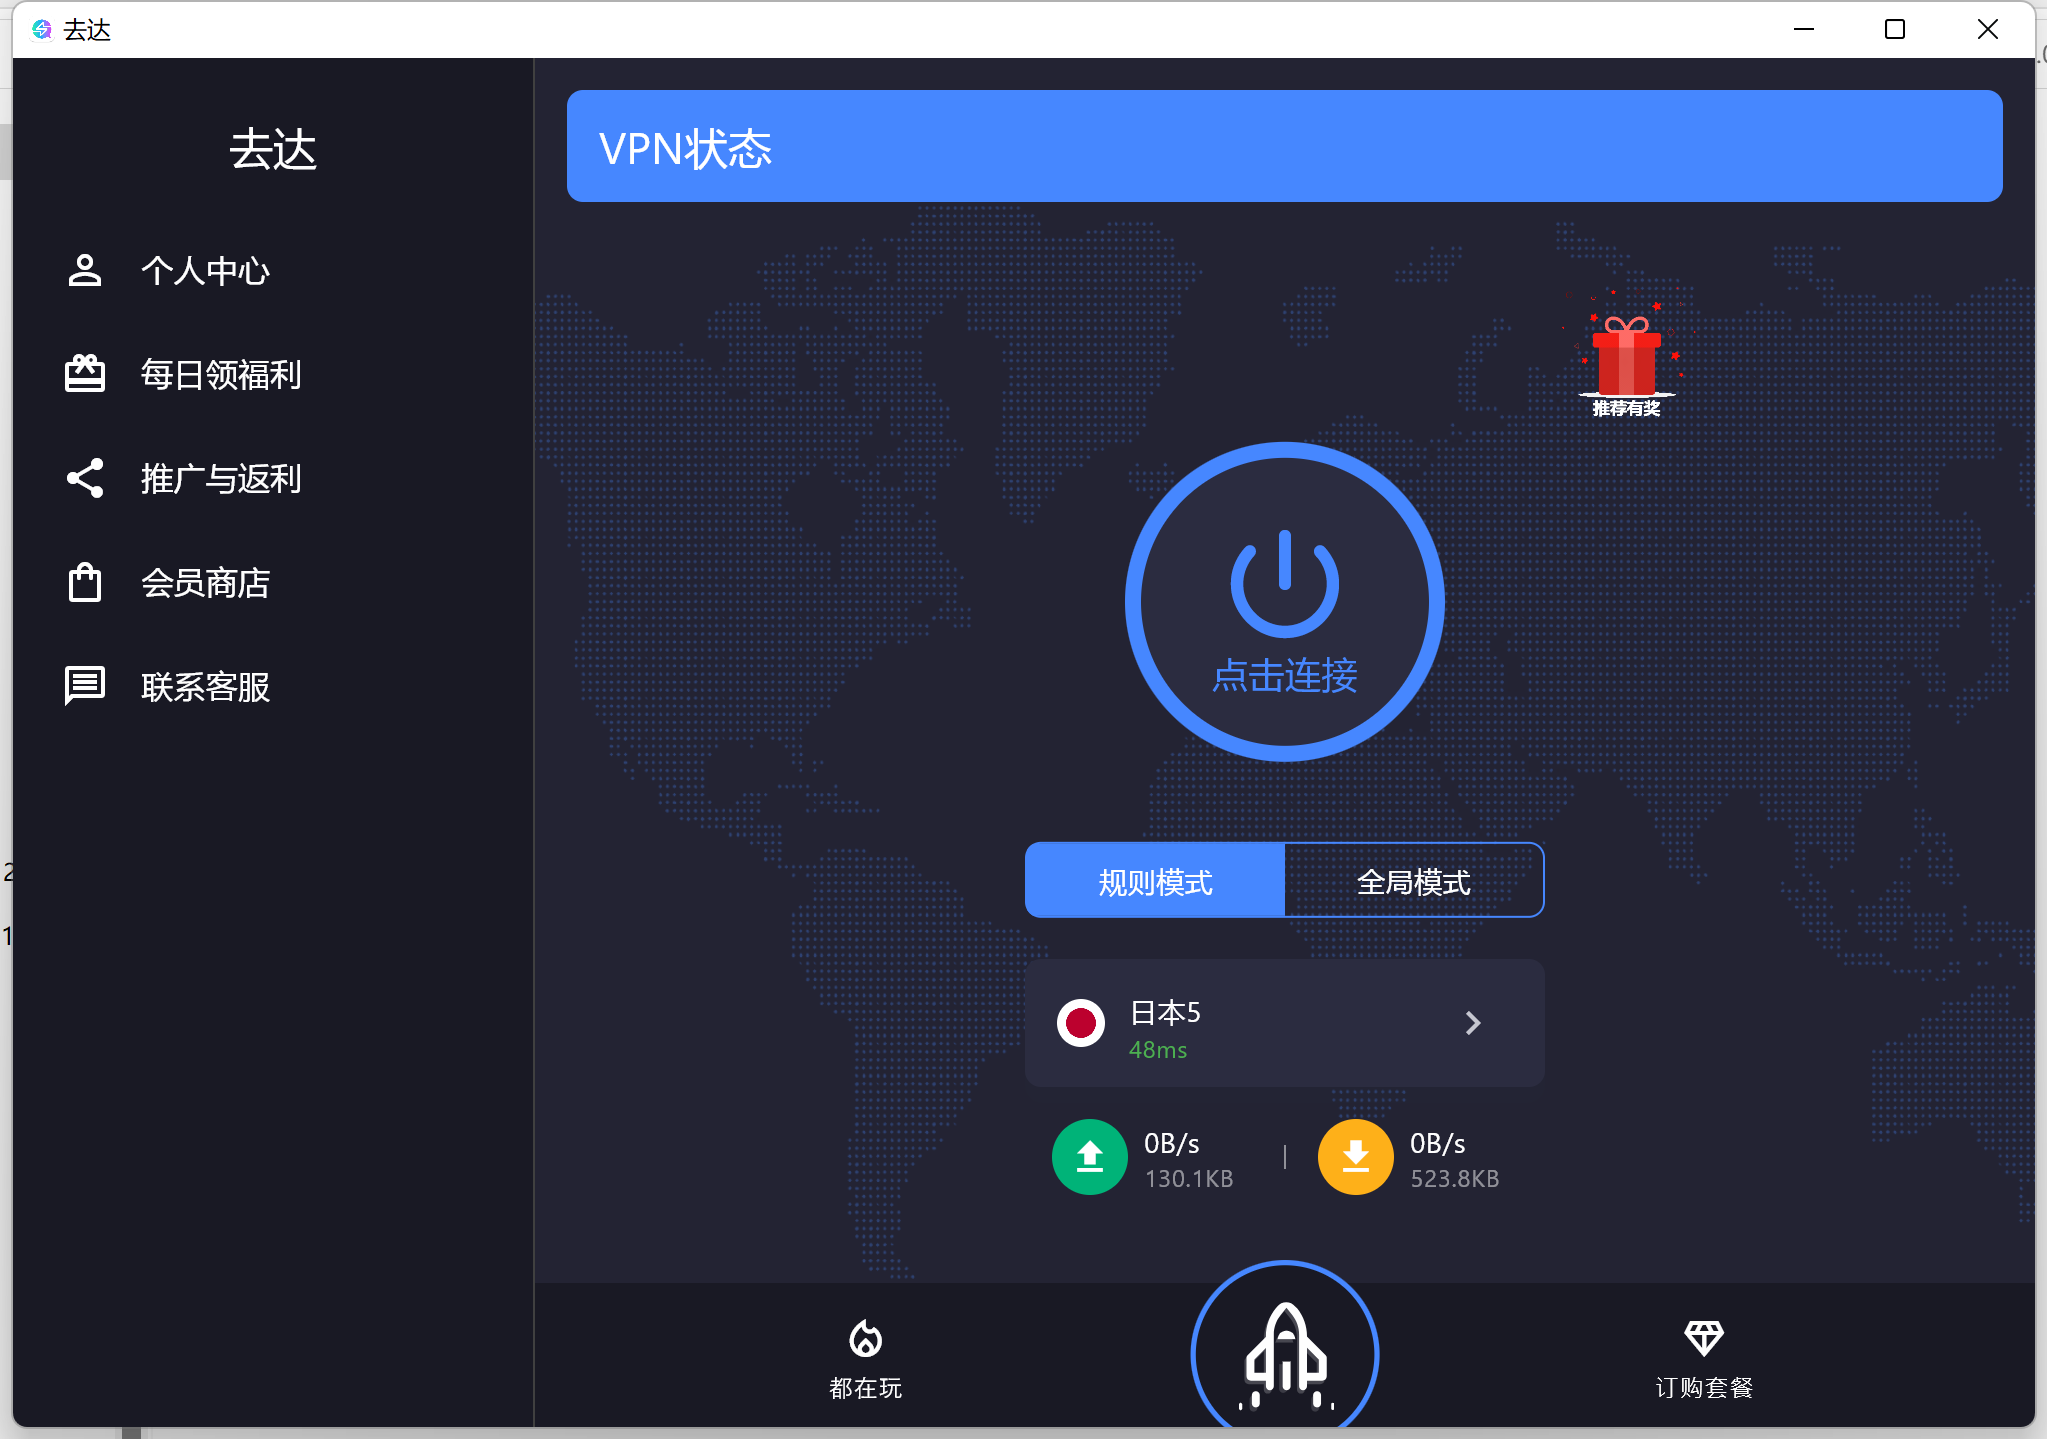 去达
去达
个人中心
每日领福利
推广与返利
会员商店
联系客服
VPN状态
推荐有奖
点击连接
规则模式
全局模式
日本5
48ms
0B/s
130.1KB
0B/s
523.8KB
都在玩
订购套餐
2
1